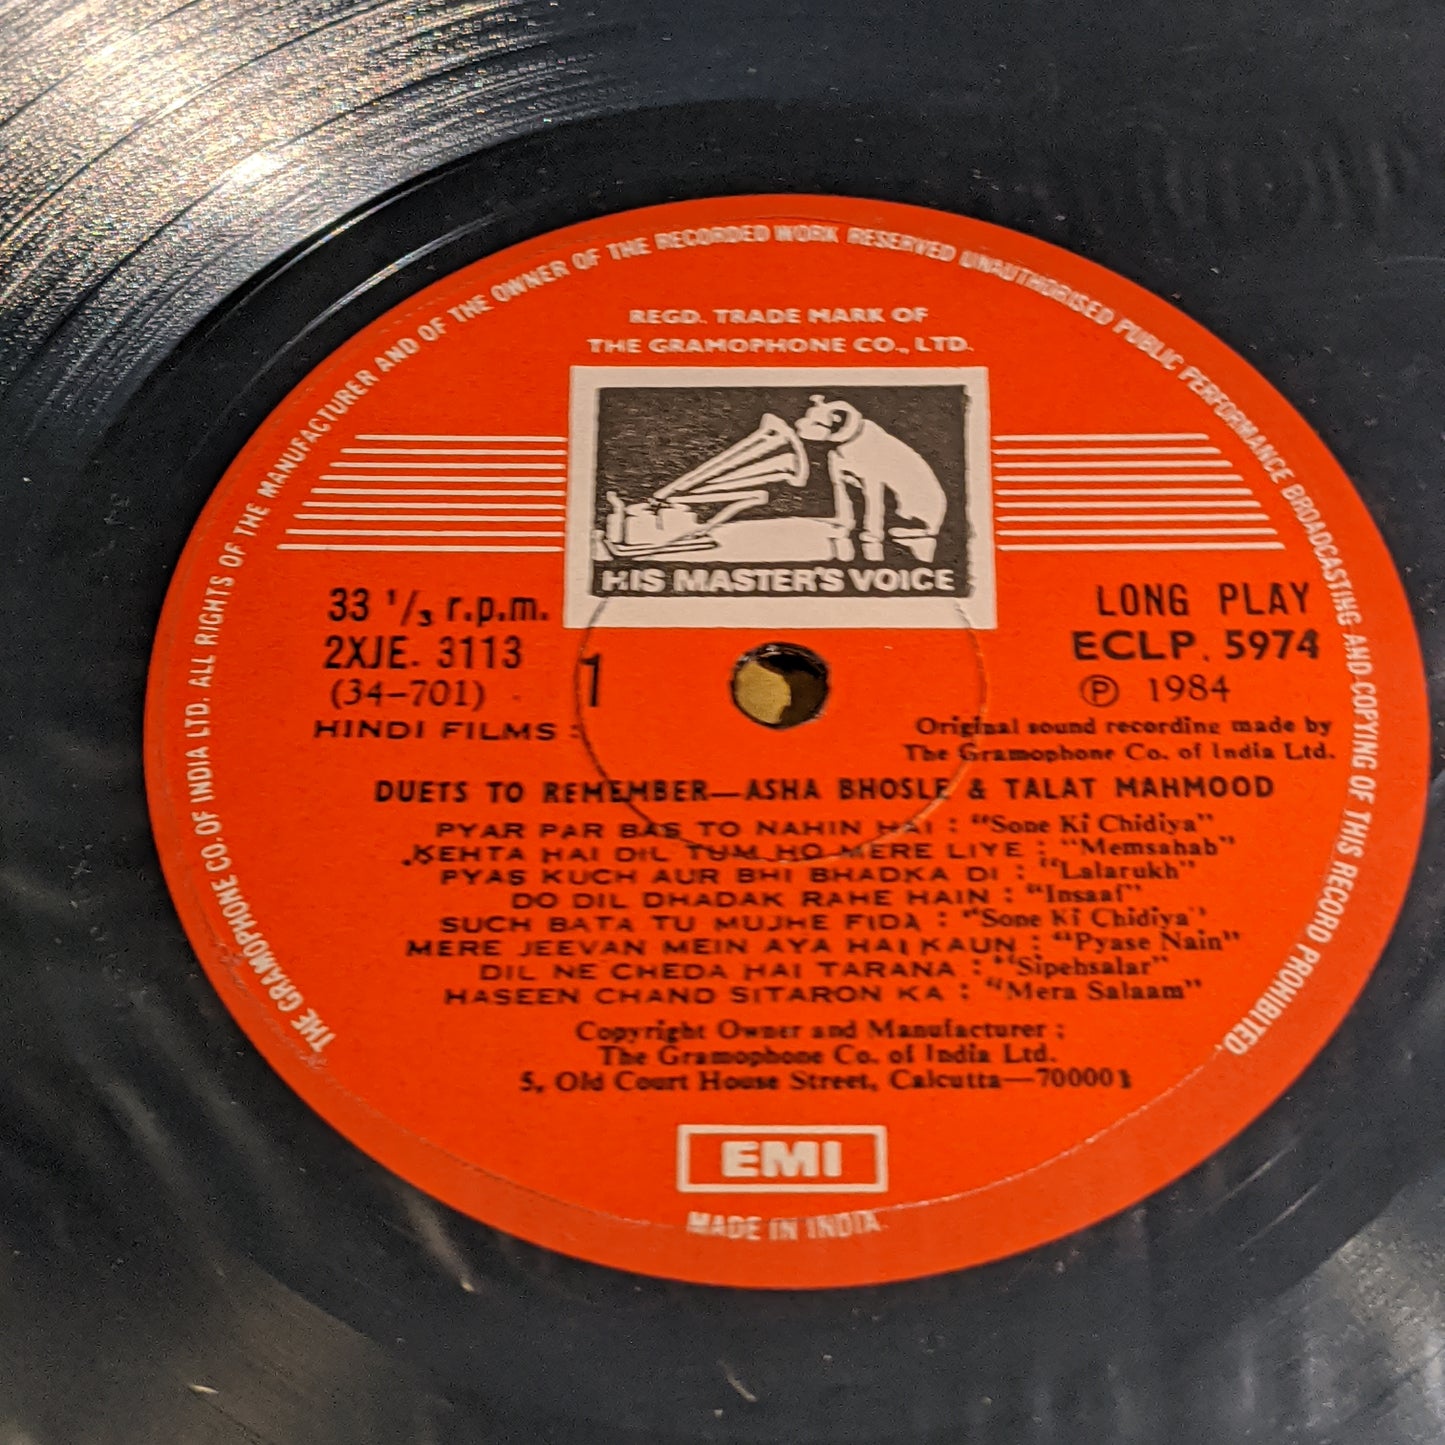 THE GRAMOPHONE CO. OF INDIA LTD. ALL RIGHTS OF THE MANUFACTURER AND OF THE OWNER OF THE RECORDED WORK RESERVED UNAUTHORISED PUBLIC PERFORMANCE BROADCASTING AND COPYING OF THIS RECORD PROHIBITED.
REGD. TRADE MARK OF
THE GRAMOPHONE CO., LTD.
HIS MASTER'S VOICE
33 1/3 r.p.m.
2XJE. 3113
(34-701)
HINDI FILMS :
1
LONG PLAY
ECLP. 5974
℗ 1984
Original sound recording made by
The Gramophone Co. of India Ltd.
DUETS TO REMEMBER—ASHA BHOSLE & TALAT MAHMOOD
PYAR PAR BAS TO NAHIN HAI : "Sone Ki Chidiya"
KEHTA HAI DIL TUM HO MERE LIYE : "Memsahab"
PYAS KUCH AUR BHI BHADKA DI : "Lalarukh"
DO DIL DHADAK RAHE HAIN : "Insaaf"
SUCH BATA TU MUJHE FIDA : "Sone Ki Chidiya"
MERE JEEVAN MEIN AYA HAI KAUN : "Pyase Nain"
DIL NE CHEDA HAI TARANA : "Sipehsalar"
HASEEN CHAND SITARON KA : "Mera Salaam"
Copyright Owner and Manufacturer :
The Gramophone Co. of India Ltd.
5, Old Court House Street, Calcutta—700001
EMI
MADE IN INDIA